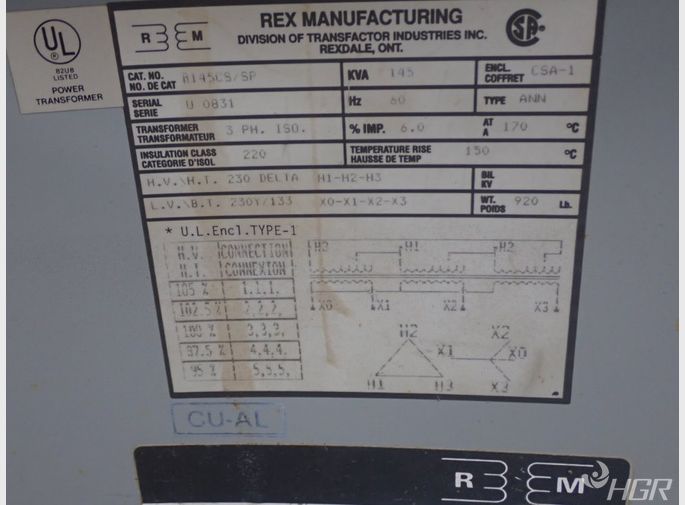 UL
82U8
LISTED
POWER
TRANSFORMER
R M
REX MANUFACTURING
DIVISION OF TRANSFACTOR INDUSTRIES INC.
REXDALE, ONT.
CSA
CAT. NO.
NO. DE CAT
R145CS/SP
KVA 145
ENCL.
COFFRET
CSA-1
SERIAL
SERIE
U 0831
Hz 60
TYPE ANN
TRANSFORMER
TRANSFORMATEUR
3 PH. ISO.
% IMP. 6.0
AT
A
170 °C
INSULATION CLASS
CATEGORIE D'ISOL
220
TEMPERATURE RISE
HAUSSE DE TEMP
150 °C
H.V.\H.T. 230 DELTA H1-H2-H3
BIL
KV
L.V.\B.T. 230Y/133 X0-X1-X2-X3
WT.
POIDS
920 Lb.
* U.L.Encl.TYPE-1
H.V. CONNECTION
H.T. CONNEXION
105 % 1,1,1,
102.5% 2,2,2,
100 % 3,3,3,
97.5 % 4,4,4.
95 % 5,5,5,
H1
X0 X1 X2 X3
H2
H1 H3
X2
X1 X0
X3
CU-AL
R M
HGR